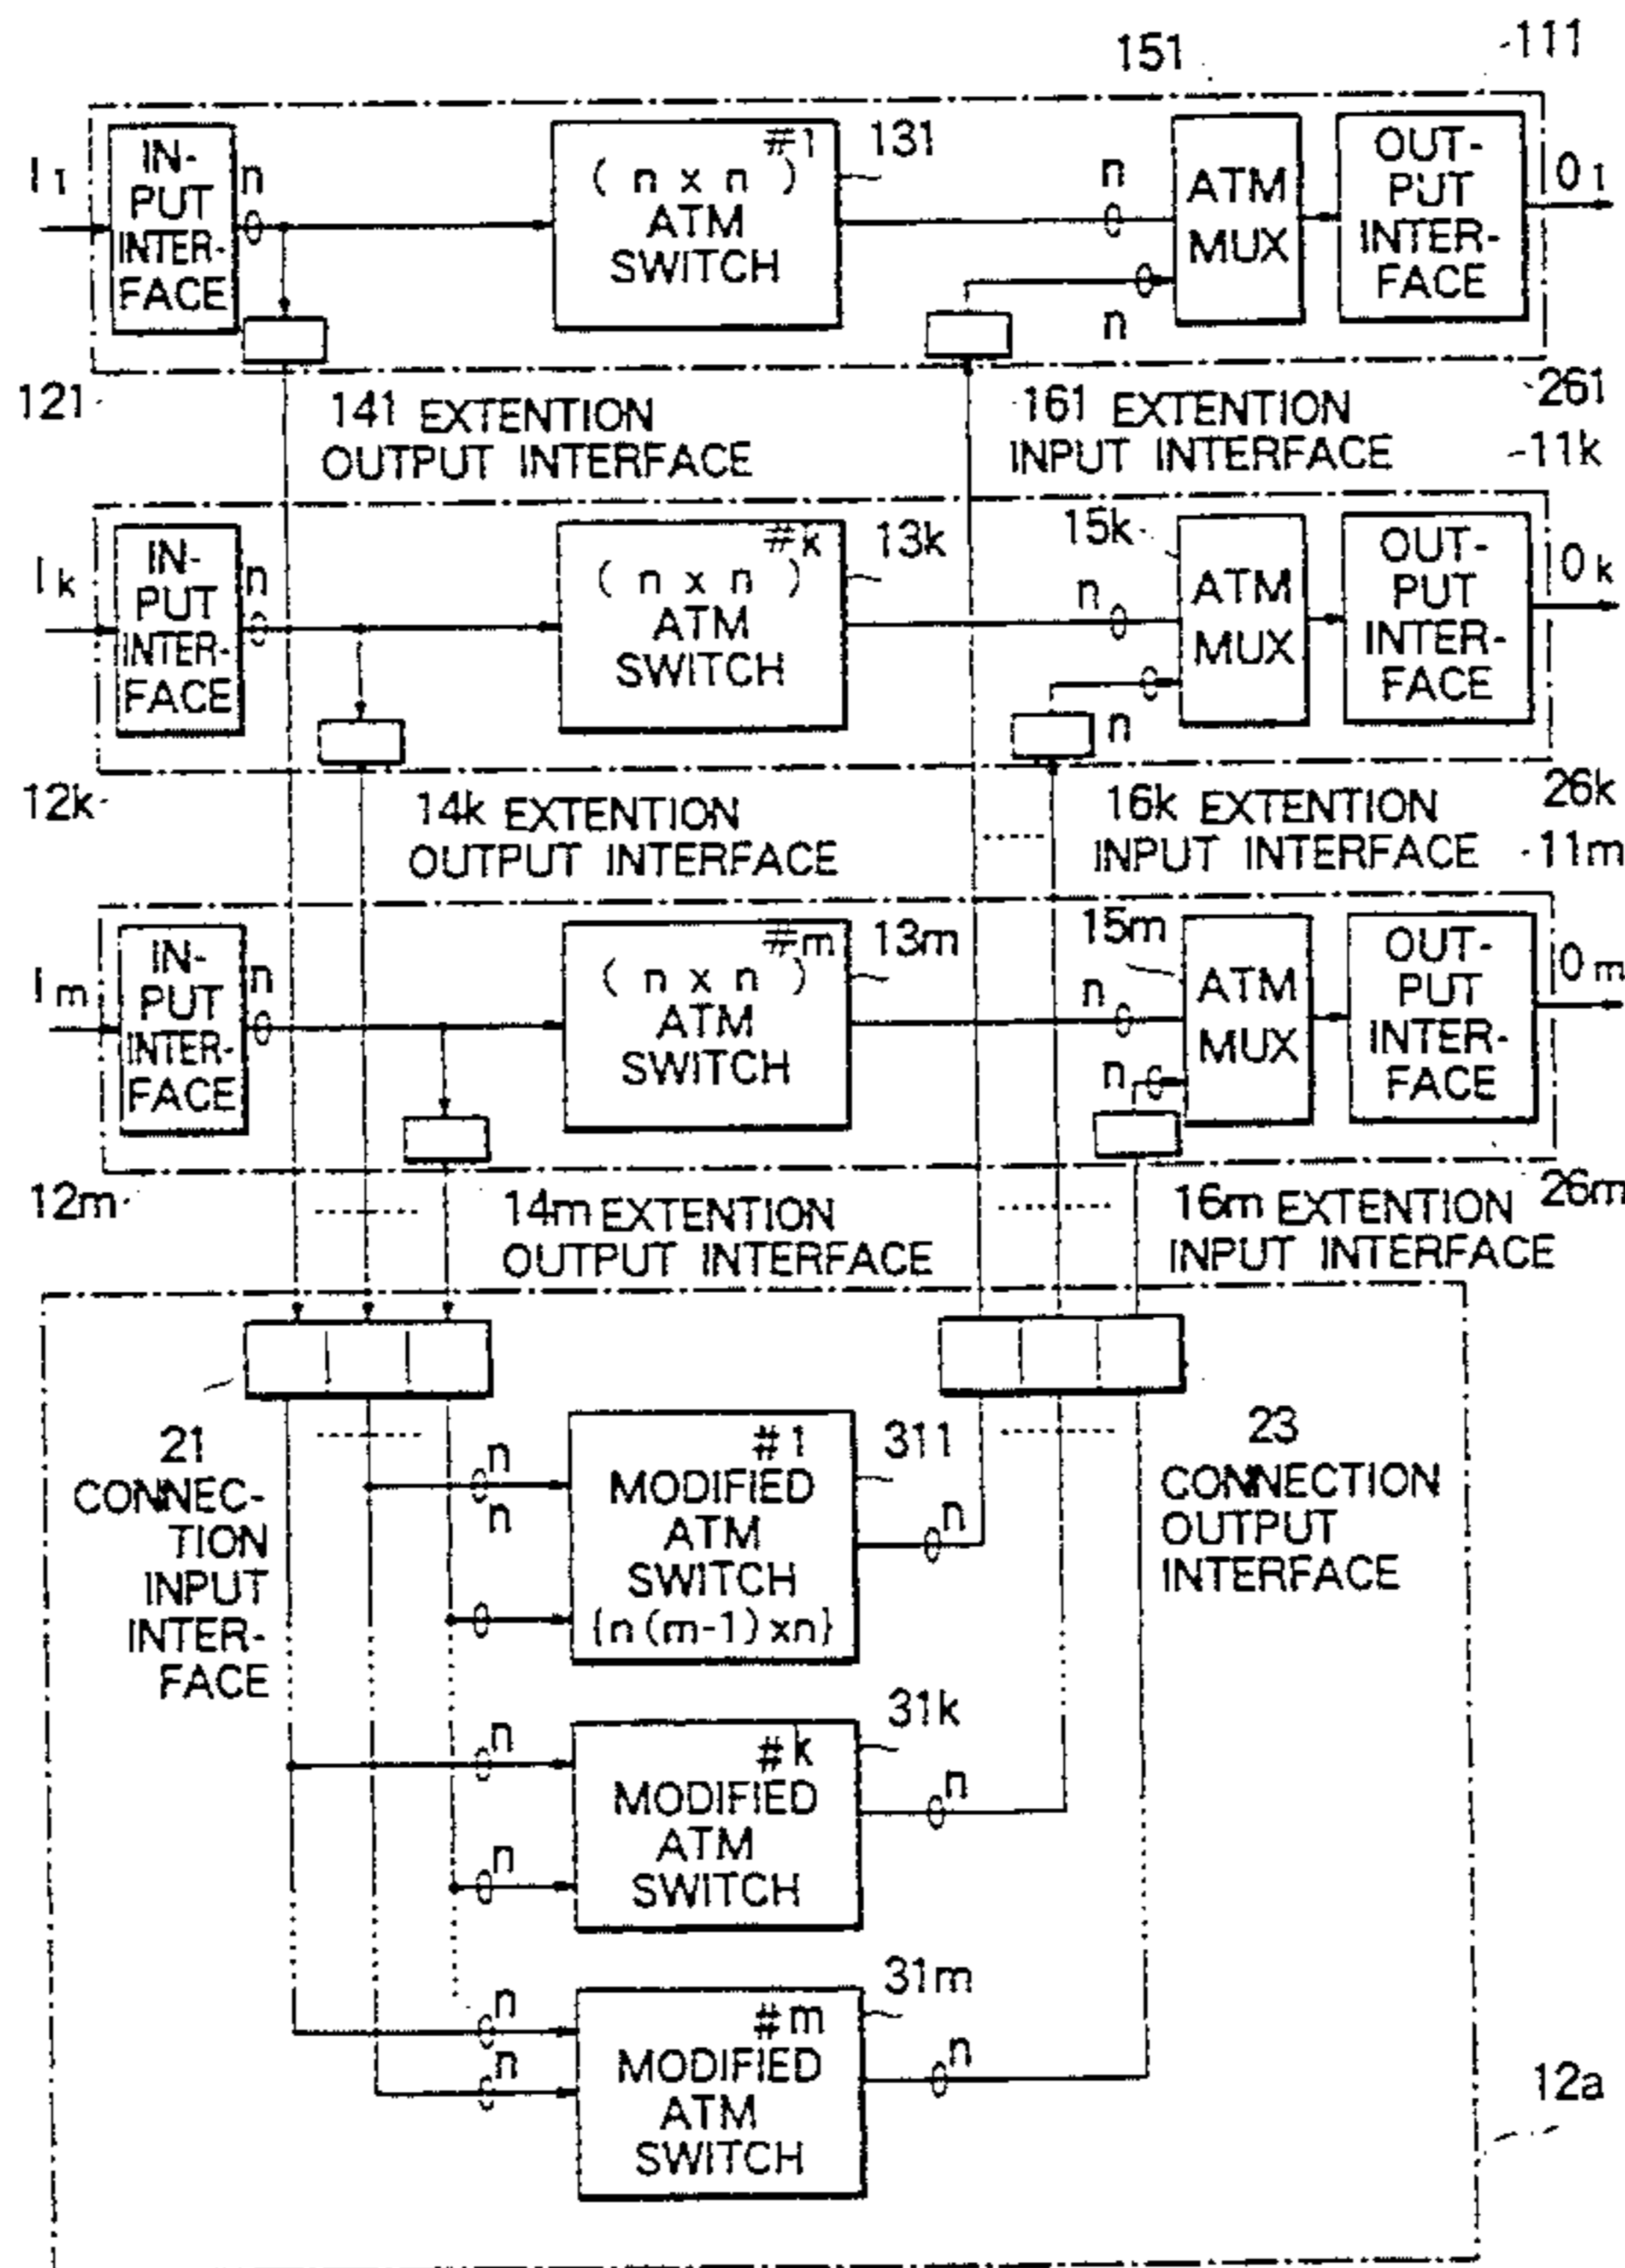 151
111
I1
IN-
PUT
INTER-
FACE
n
#1
( n x n )
ATM
SWITCH
131
n
n
ATM
MUX
OUT-
PUT
INTER-
FACE
O1
121
141 EXTENTION
OUTPUT INTERFACE
161 EXTENTION
INPUT INTERFACE
261
11k
Ik
IN-
PUT
INTER-
FACE
n
#k
( n x n )
ATM
SWITCH
13k
15k
n
n
ATM
MUX
OUT-
PUT
INTER-
FACE
Ok
12k
14k EXTENTION
OUTPUT INTERFACE
16k EXTENTION
INPUT INTERFACE
26k
11m
Im
IN-
PUT
INTER-
FACE
n
#m
( n x n )
ATM
SWITCH
13m
15m
n
n
ATM
MUX
OUT-
PUT
INTER-
FACE
Om
12m
14m EXTENTION
OUTPUT INTERFACE
16m EXTENTION
INPUT INTERFACE
26m
21
CONNEC-
TION
INPUT
INTER-
FACE
n
n
#1
MODIFIED
ATM
SWITCH
{n(m-1)xn}
311
n
23
CONNECTION
OUTPUT
INTERFACE
n
n
#k
MODIFIED
ATM
SWITCH
31k
n
n
n
#m
MODIFIED
ATM
SWITCH
31m
n
12a